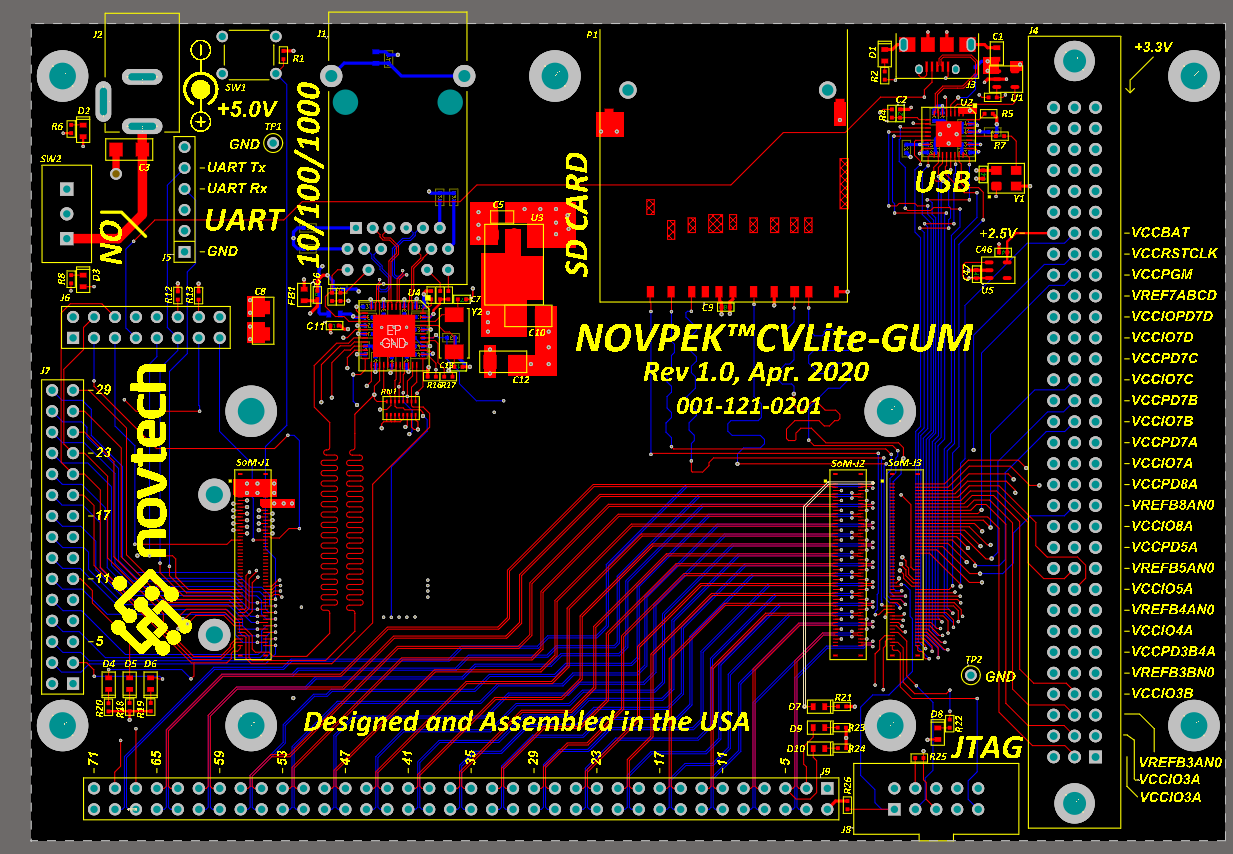 J2
J1
P1
J4
+3.3V
SW1
R1
+5.0V
D1
R2
C1
J3
U1
C2
U2
R5
R7
R6
D2
C3
TP1
GND
10/100/1000
SD CARD
USB
Y1
SW2
ON
UART Tx
UART Rx
UART
GND
J5
C5
U3
+2.5V
C46
C47
U5
-VCCBAT
-VCCRSTCLK
-VCCPGM
-VREF7ABCD
-VCCIOPD7D
-VCCIO7D
-VCCPD7C
-VCCIO7C
-VCCPD7B
-VCCIO7B
-VCCPD7A
-VCCIO7A
-VCCPD8A
-VREFB8AN0
-VCCIO8A
-VCCPD5A
-VREFB5AN0
-VCCIO5A
-VREFB4AN0
-VCCIO4A
-VCCPD3B4A
-VREFB3BN0
-VCCIO3B
VREFB3AN0
VCCIO3A
VCCIO3A
R8
D3
J6
R12
R13
C8
FB1
C6
C11
U4
C7
Y2
EP
GND
C10
C12
R16
R17
RN1
C9
NOVPEK™CVLite-GUM
Rev 1.0, Apr. 2020
001-121-0201
J7
-29
-23
-17
-11
-5
novtech
SoM-J1
SoM-J2
SoM-J3
D4
D5
D6
R20
R18
R19
TP2
GND
Designed and Assembled in the USA
D7
R21
D9
R23
D10
R24
D8
R22
R25
JTAG
-71
-65
-59
-53
-47
-41
-35
-29
-23
-17
-11
-5
J9
R26
J8